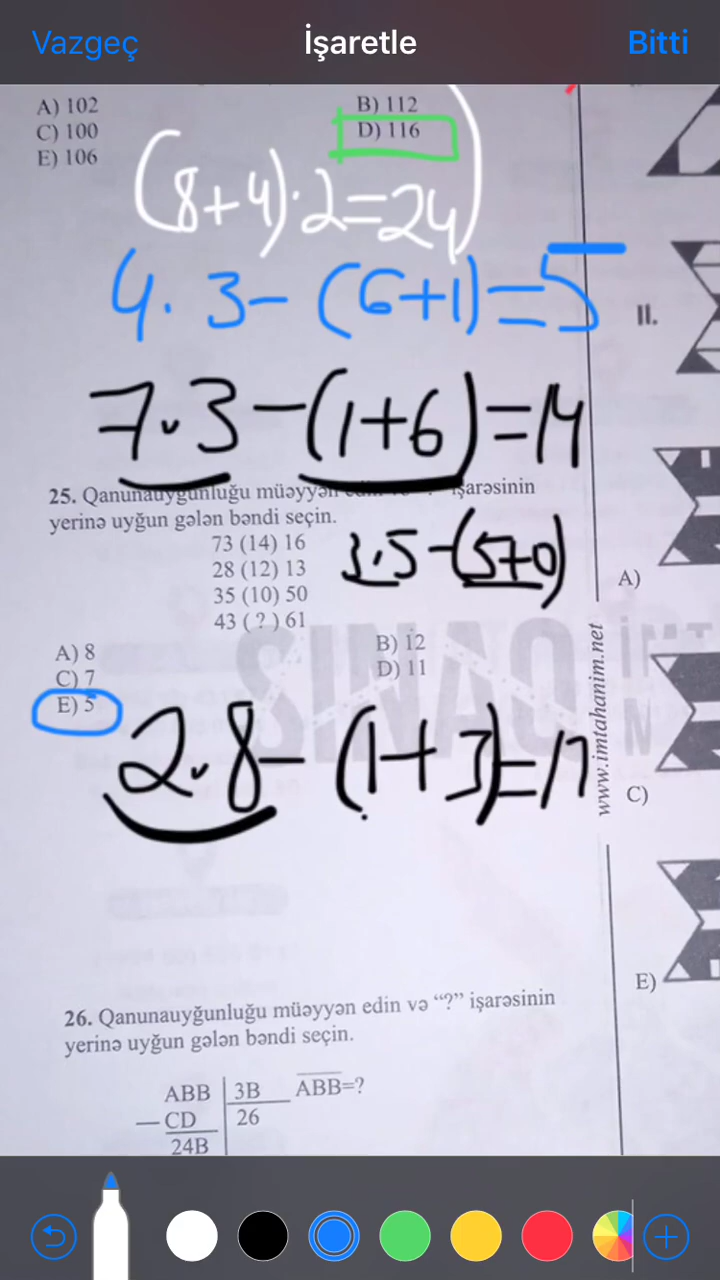 Vazgeç İşaretle Bitti
A) 102 B) 112
C) 100 D) 116
E) 106
(8+4)·2=24)
4·3-(6+1)=5
II.
7·3-(1+6)=14
25. Qanunauyğunluğu müəyyən işarəsinin
yerinə uyğun gələn bəndi seçin.
73 (14) 16
28 (12) 13
35 (10) 50
43 ( ? ) 61
3·5-(5+0)
A)
A) 8 B) 12
C) 7 D) 11
E) 5
SINAQ
www.imtahanim.net
2·8-(1+3)=12
C)
E)
26. Qanunauyğunluğu müəyyən edin və “?” işarəsinin
yerinə uyğun gələn bəndi seçin.
ABB 3B ABB=?
— CD 26
24B